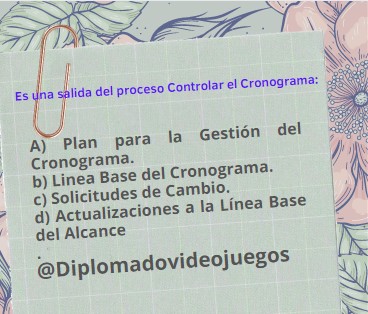 Es una salida del proceso Controlar el Cronograma:
A) Plan para la Gestión del
Cronograma.
b) Linea Base del Cronograma.
c) Solicitudes de Cambio.
d) Actualizaciones a la Línea Base
del Alcance
.
@Diplomadovideojuegos